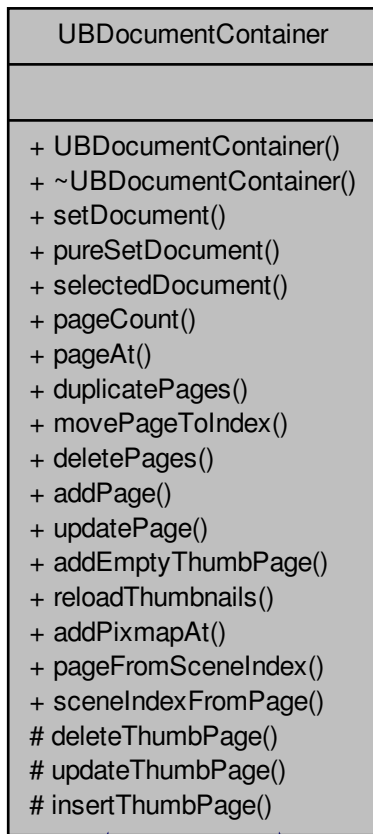 UBDocumentContainer
+ UBDocumentContainer()
+ ~UBDocumentContainer()
+ setDocument()
+ pureSetDocument()
+ selectedDocument()
+ pageCount()
+ pageAt()
+ duplicatePages()
+ movePageToIndex()
+ deletePages()
+ addPage()
+ updatePage()
+ addEmptyThumbPage()
+ reloadThumbnails()
+ addPixmapAt()
+ pageFromSceneIndex()
+ sceneIndexFromPage()
# deleteThumbPage()
# updateThumbPage()
# insertThumbPage()